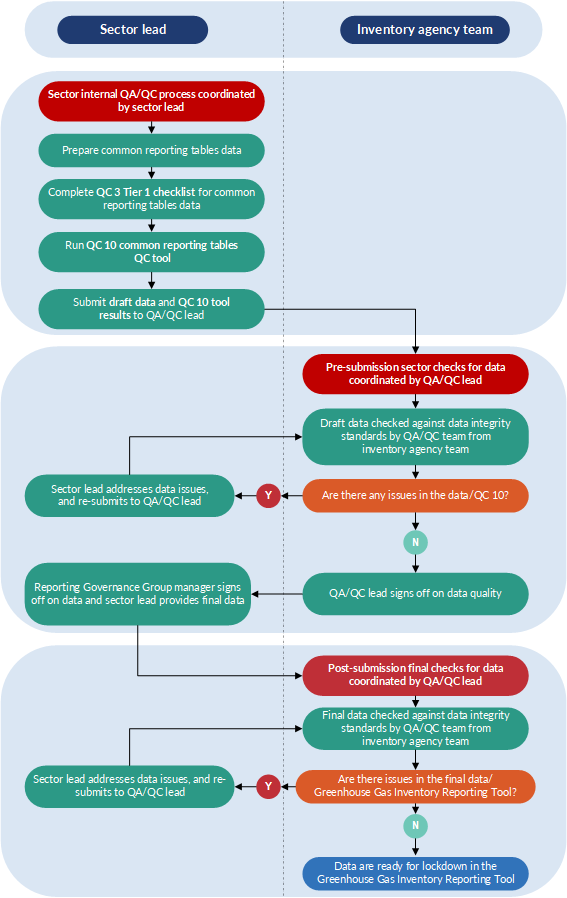 Sector lead
Inventory agency team
Sector internal QA/QC process coordinated
by sector lead
Prepare common reporting tables data
Complete QC 3 Tier 1 checklist for common
reporting tables data
Run QC 10 common reporting tables
QC tool
Submit draft data and QC 10 tool
results to QA/QC lead
Pre-submission sector checks for data
coordinated by QA/QC lead
Draft data checked against data integrity
standards by QA/QC team from
inventory agency team
Sector lead addresses data issues,
and re-submits to QA/QC lead
Y
Are there any issues in the data/QC 10?
N
Reporting Governance Group manager signs
off on data and sector lead provides final data
QA/QC lead signs off on data quality
Post-submission final checks for data
coordinated by QA/QC lead
Final data checked against data integrity
standards by QA/QC team from
inventory agency team
Sector lead addresses data issues, and re-
submits to QA/QC lead
Y
Are there issues in the final data/
Greenhouse Gas Inventory Reporting Tool?
N
Data are ready for lockdown in the
Greenhouse Gas Inventory Reporting Tool